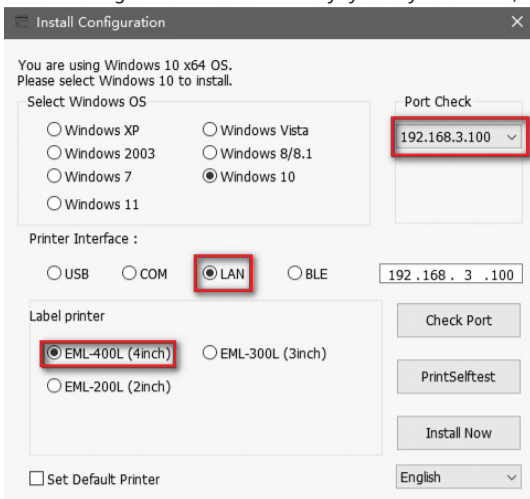 Install Configuration
You are using Windows 10 x64 OS.
Please select Windows 10 to install.
Select Windows OS
Port Check
Windows XP
Windows Vista
192.168.3.100
Windows 2003
Windows 8/8.1
Windows 7
Windows 10
Windows 11
Printer Interface :
USB
COM
LAN
BLE
192.168. 3 .100
Label printer
Check Port
EML-400L (4inch)
EML-300L (3inch)
EML-200L (2inch)
PrintSelftest
Install Now
Set Default Printer
English